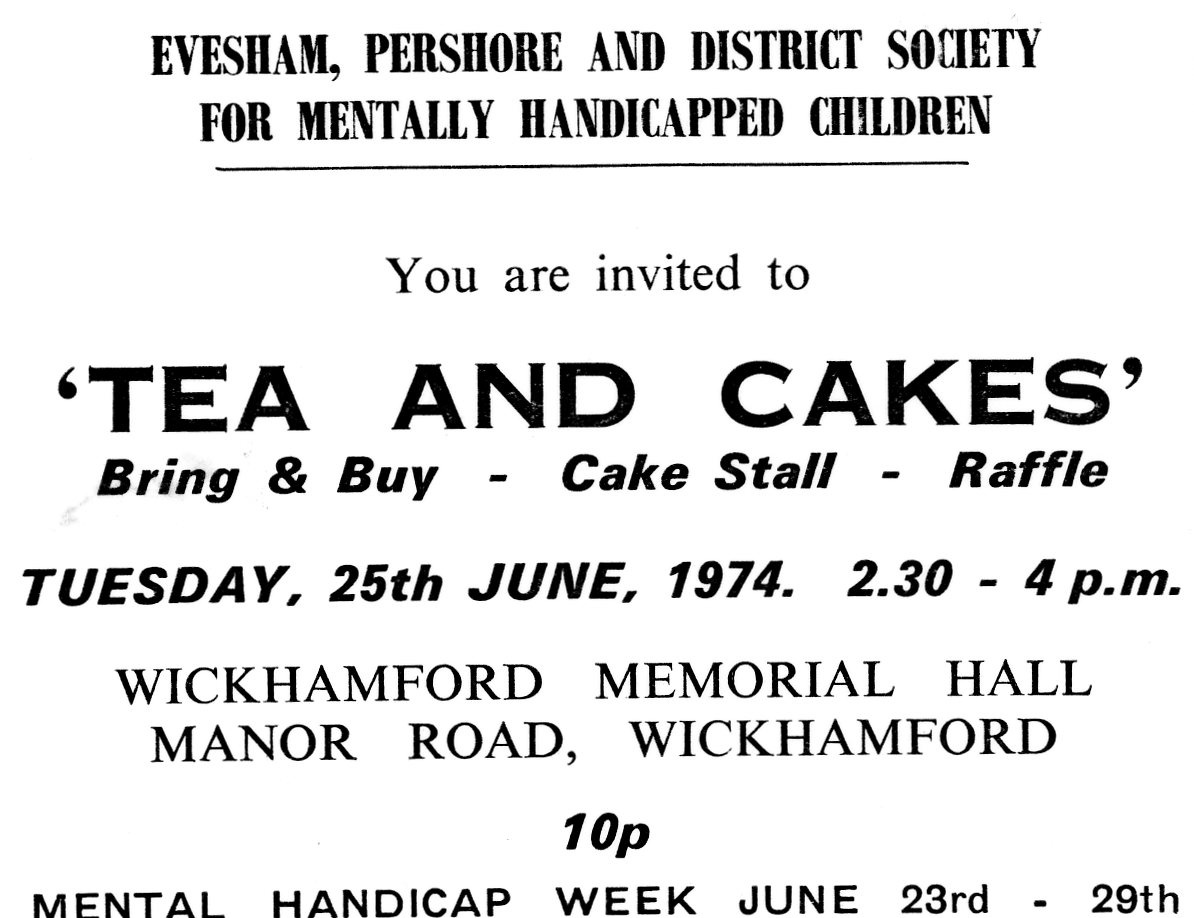 EVESHAM, PERSHORE AND DISTRICT SOCIETY
FOR MENTALLY HANDICAPPED CHILDREN
You are invited to
‘TEA AND CAKES’
Bring & Buy - Cake Stall - Raffle
TUESDAY, 25th JUNE, 1974. 2.30 - 4 p.m.
WICKHAMFORD MEMORIAL HALL
MANOR ROAD, WICKHAMFORD
10p
MENTAL HANDICAP WEEK JUNE 23rd - 29th